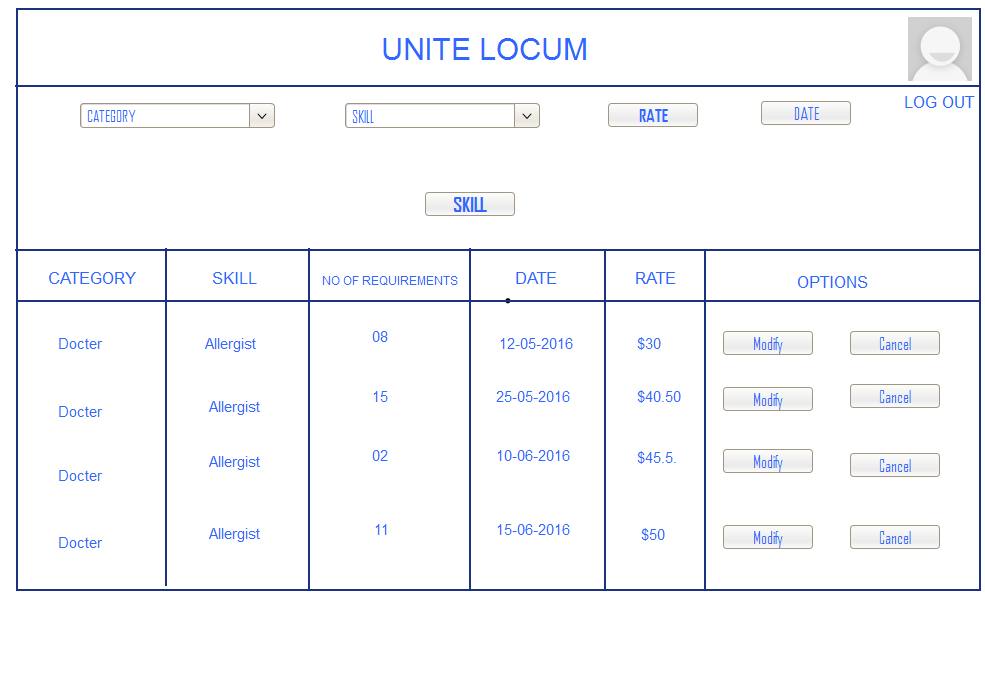 UNITE LOCUM
LOG OUT
CATEGORY SKILL RATE DATE
SKILL
CATEGORY SKILL NO OF REQUIREMENTS DATE RATE OPTIONS
Docter Allergist 08 12-05-2016 $30 Modify Cancel
Docter Allergist 15 25-05-2016 $40.50 Modify Cancel
Docter Allergist 02 10-06-2016 $45.5. Modify Cancel
Docter Allergist 11 15-06-2016 $50 Modify Cancel